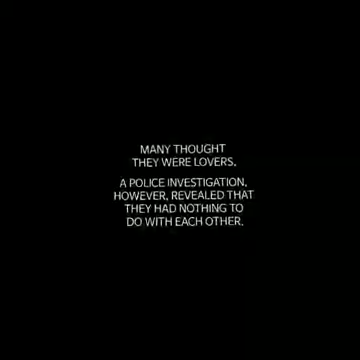 MANY THOUGHT
THEY WERE LOVERS.
A POLICE INVESTIGATION,
HOWEVER, REVEALED THAT
THEY HAD NOTHING TO
DO WITH EACH OTHER.